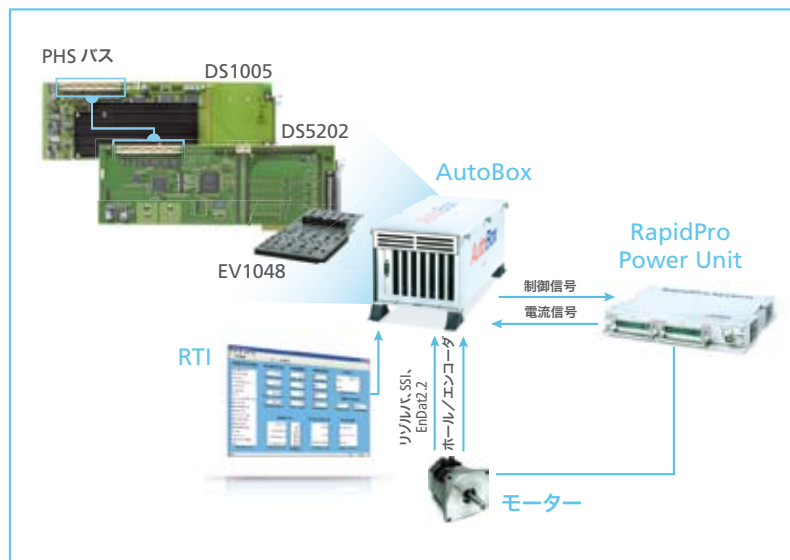 PHS バス
DS1005
DS5202
EV1048
AutoBox
AutoBox
AutoBox
RapidPro
Power Unit
制御信号
電流信号
RTI
リゾルバ、SSI、
EnDat2.2
ホール／エンコーダ
モーター